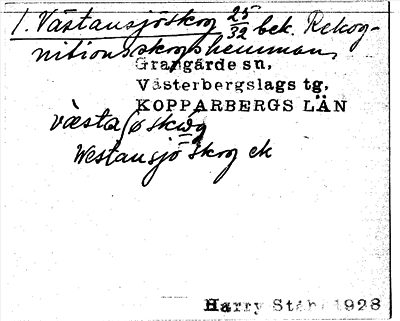 1. Västansjöskog 25/32 bek. Rekog-
nitionsskogshemman,
Grangärde sn,
Västerbergslags tg,
KOPPARBERGS LÄN
Westansjö skog ek
Harry Ståhl 1928